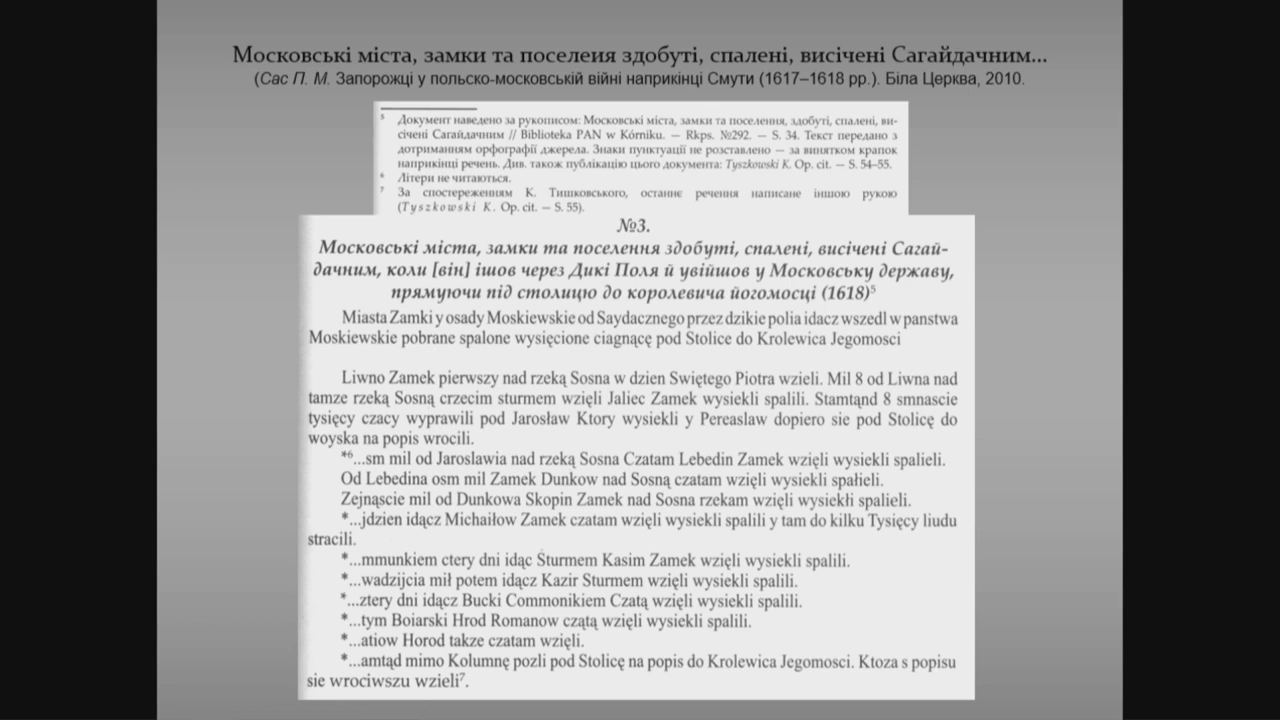 Московські міста, замки та поселеия здобуті, спалені, висічені Сагайдачним...
(Сас П. М. Запорожці у польско-московській війні наприкінці Смути (1617–1618 рр.). Біла Церква, 2010.
5 Документ наведено за рукописом: Московські міста, замки та поселення, здобуті, спалені, ви-
січені Сагайдачним // Biblioteka PAN w Kórniku. — Rkps. №292. — S. 34. Текст передано з
дотриманням орфографії джерела. Знаки пунктуації не розставлено — за винятком крапок
наприкінці речень. Див. також публікацію цього документа: Tyszkowski K. Op. cit. — S. 54–55.
6 Літери не читаються.
7 За спостереженням К. Тишковського, останнє речення написане іншою рукою
(Tyszkowski K. Op. cit. — S. 55).
№3.
Московські міста, замки та поселення здобуті, спалені, висічені Сагай-
дачним, коли [він] ішов через Дикі Поля й увійшов у Московську державу,
прямуючи під столицю до королевича йогомосці (1618)5
Miasta Zamki y osady Moskiewskie od Saydacznego przez dzikie polia idacz wszedl w panstwa
Moskiewskie pobrane spalone wysięcione ciagnącę pod Stolice do Krolewica Jegomosci
Liwno Zamek pierwszy nad rzeką Sosna w dzien Swiętego Piotra wzieli. Mil 8 od Liwna nad
tamze rzeką Sosną crzecim sturmem wzięli Jaliec Zamek wysiekli spalili. Stamtąnd 8 smnascie
tysięcy czacy wyprawili pod Jarosław Ktory wysiekli y Pereaslaw dopiero sie pod Stolicę do
woyska na popis wrocili.
*6...sm mil od Jaroslawia nad rzeką Sosna Czatam Lebedin Zamek wzięli wysiekli spalieli.
Od Lebedina osm mil Zamek Dunkow nad Sosną czatam wzięli wysiekli spałieli.
Zejnąscie mil od Dunkowa Skopin Zamek nad Sosna rzekam wzięli wysiekłi spalieli.
*...jdzien idącz Michaiłow Zamek czatam wzięli wysiekli spalili y tam do kilku Tysięcy liudu
stracili.
*...mmunkiem ctery dni idąc Sturmem Kasim Zamek wzięli wysiekli spalili.
*...wadzijcia mił potem idącz Kazir Sturmem wzięli wysiekli spalili.
*...ztery dni idącz Bucki Commonikiem Czatą wzięli wysiekli spalili.
*...tym Boiarski Hrod Romanow czątą wzięli wysiekli spalili.
*...atiow Horod takze czatam wzięli.
*...amtąd mimo Kolumnę pozli pod Stolicę na popis do Krolewica Jegomosci. Ktoza s popisu
sie wrociwszu wzieli7.